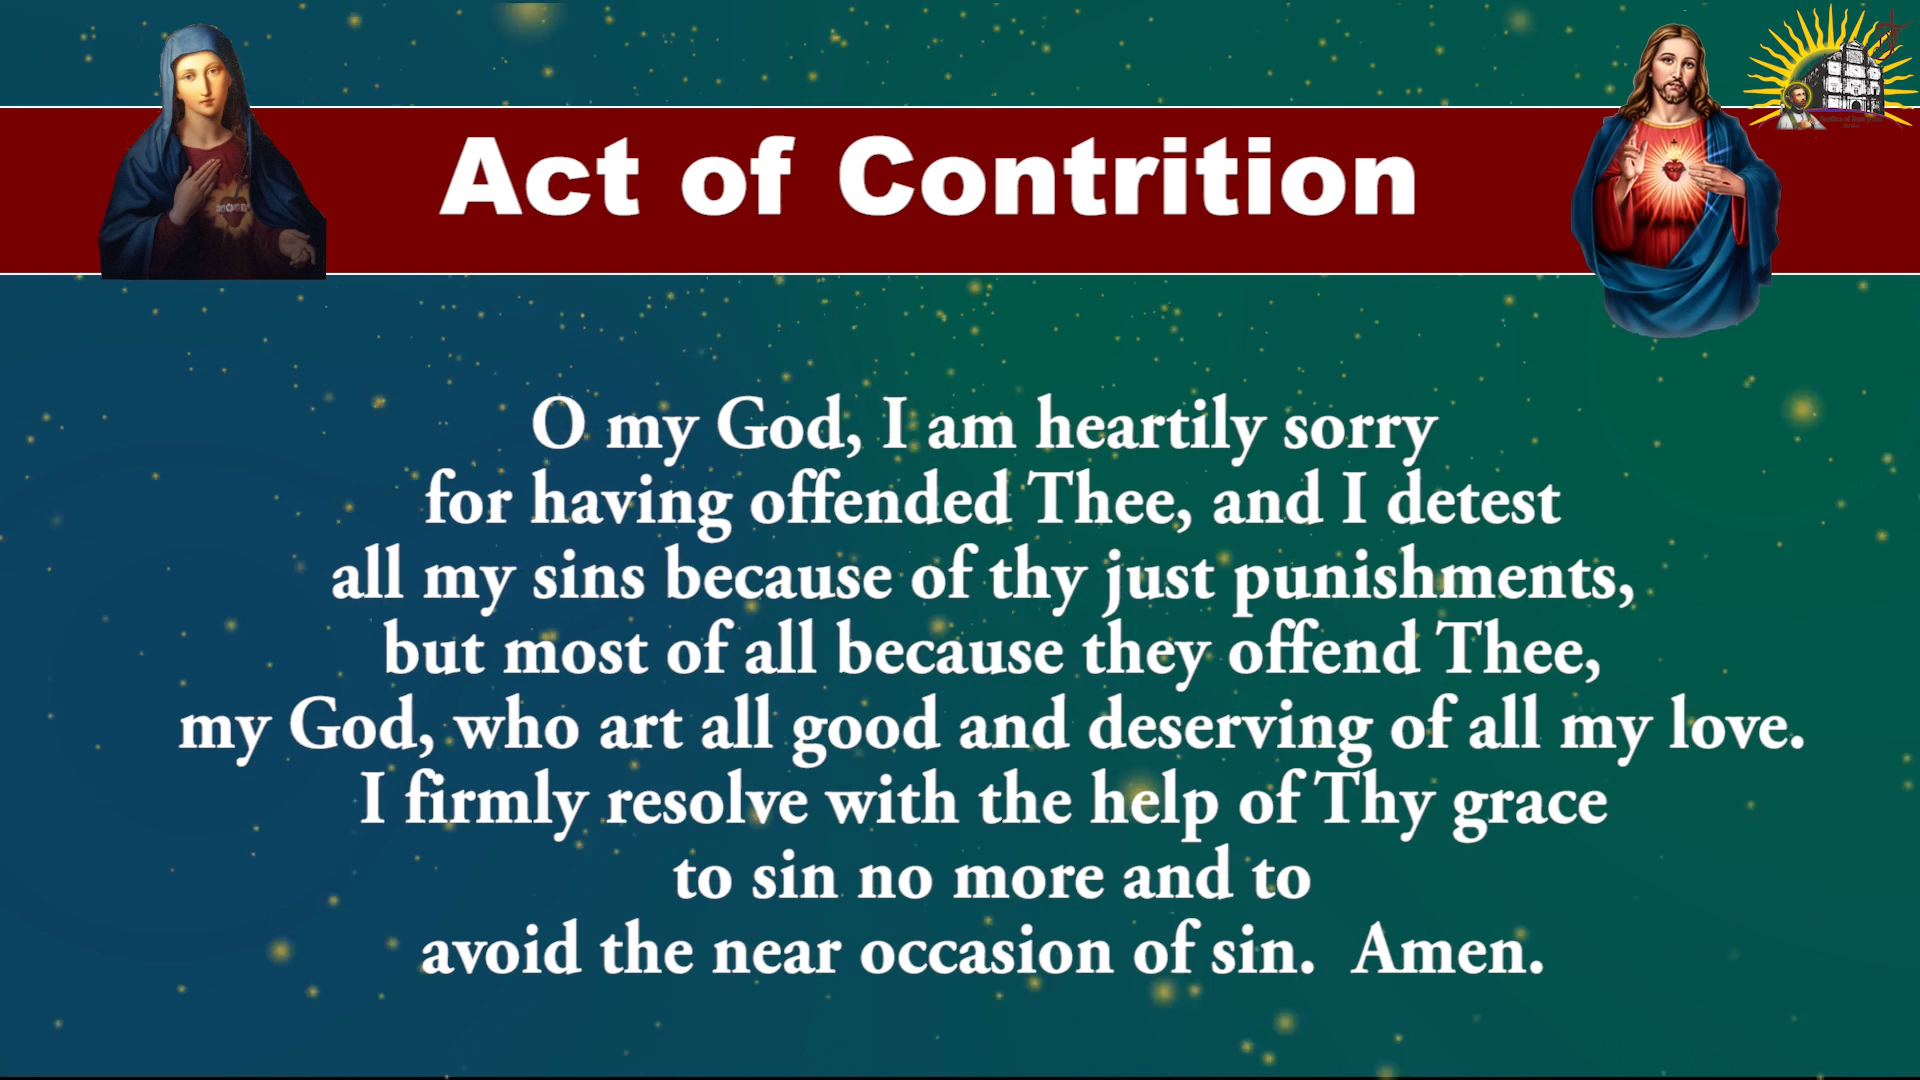 Act of Contrition
O my God, I am heartily sorry
for having offended Thee, and I detest
all my sins because of thy just punishments,
but most of all because they offend Thee,
my God, who art all good and deserving of all my love.
I firmly resolve with the help of Thy grace
to sin no more and to
avoid the near occasion of sin.  Amen.